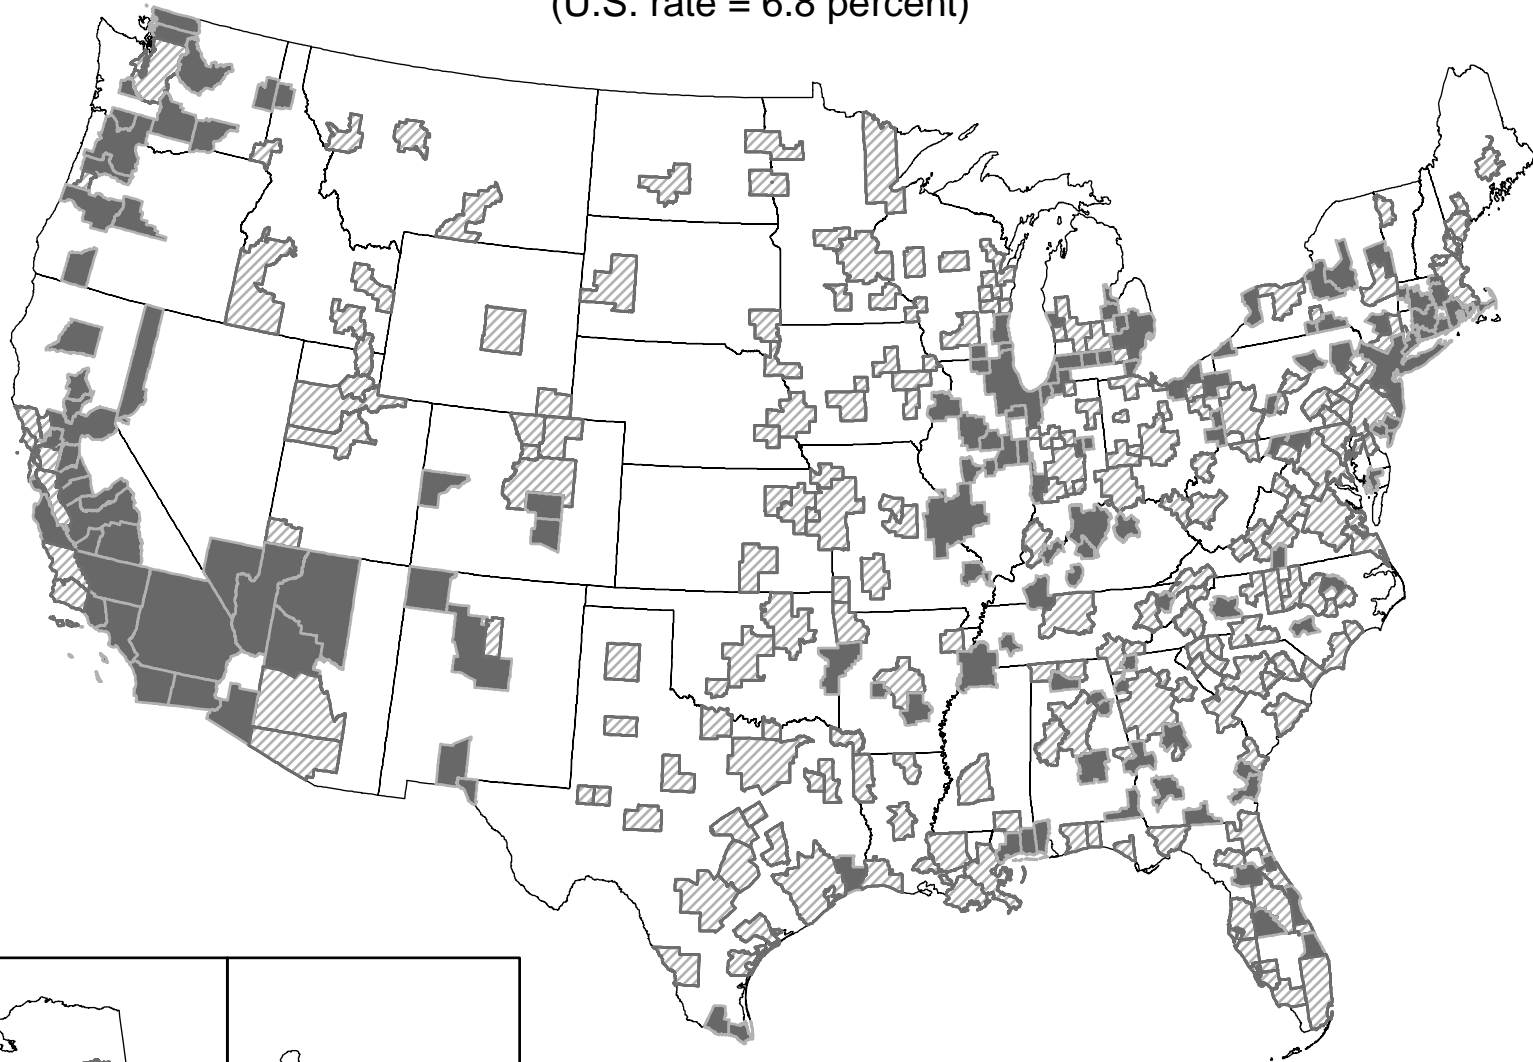 (U.S. rate = 6.8 percent)